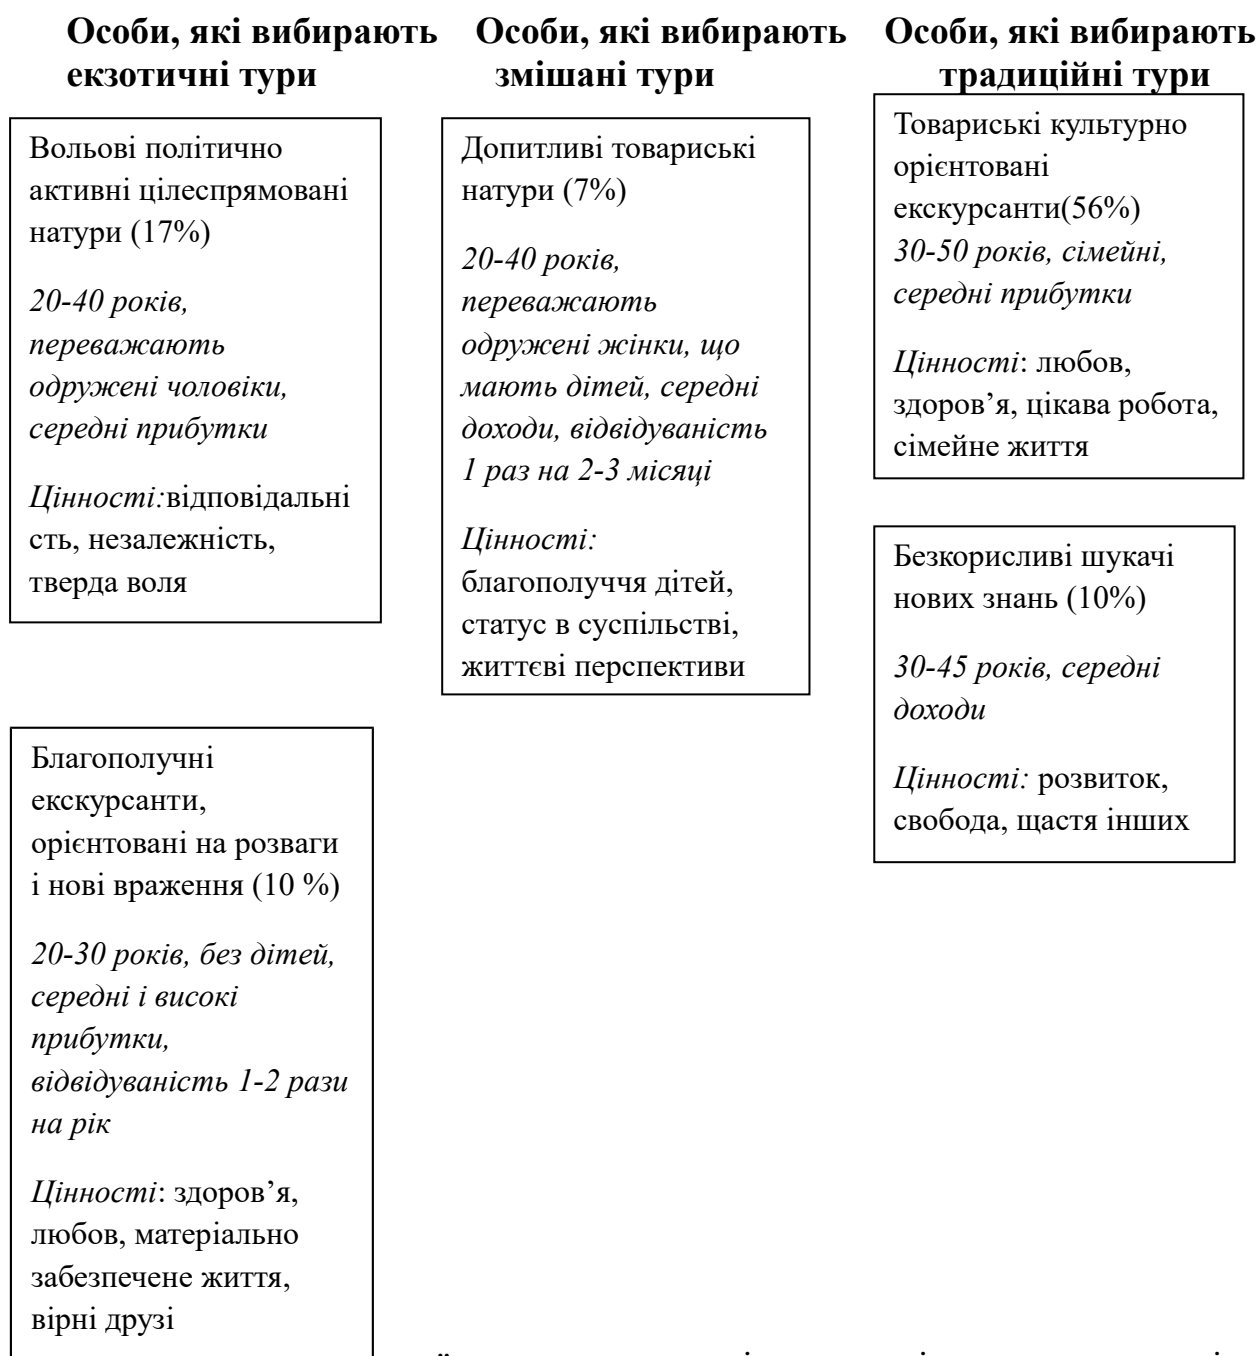 Особи, які вибирають
екзотичні тури
Особи, які вибирають
змішані тури
Особи, які вибирають
традиційні тури
Вольові політично
активні цілеспрямовані
натури (17%)
20-40 років,
переважають
одружені чоловіки,
середні прибутки
Цінності:відповідальні
сть, незалежність,
тверда воля
Благополучні
екскурсанти,
орієнтовані на розваги
і нові враження (10 %)
20-30 років, без дітей,
середні і високі
прибутки,
відвідуваність 1-2 рази
на рік
Цінності: здоров’я,
любов, матеріально
забезпечене життя,
вірні друзі
Допитливі товариські
натури (7%)
20-40 років,
переважають
одружені жінки, що
мають дітей, середні
доходи, відвідуваність
1 раз на 2-3 місяці
Цінності:
благополуччя дітей,
статус в суспільстві,
життєві перспективи
Товариські культурно
орієнтовані
екскурсанти(56%)
30-50 років, сімейні,
середні прибутки
Цінності: любов,
здоров’я, цікава робота,
сімейне життя
Безкорисливі шукачі
нових знань (10%)
30-45 років, середні
доходи
Цінності: розвиток,
свобода, щастя інших